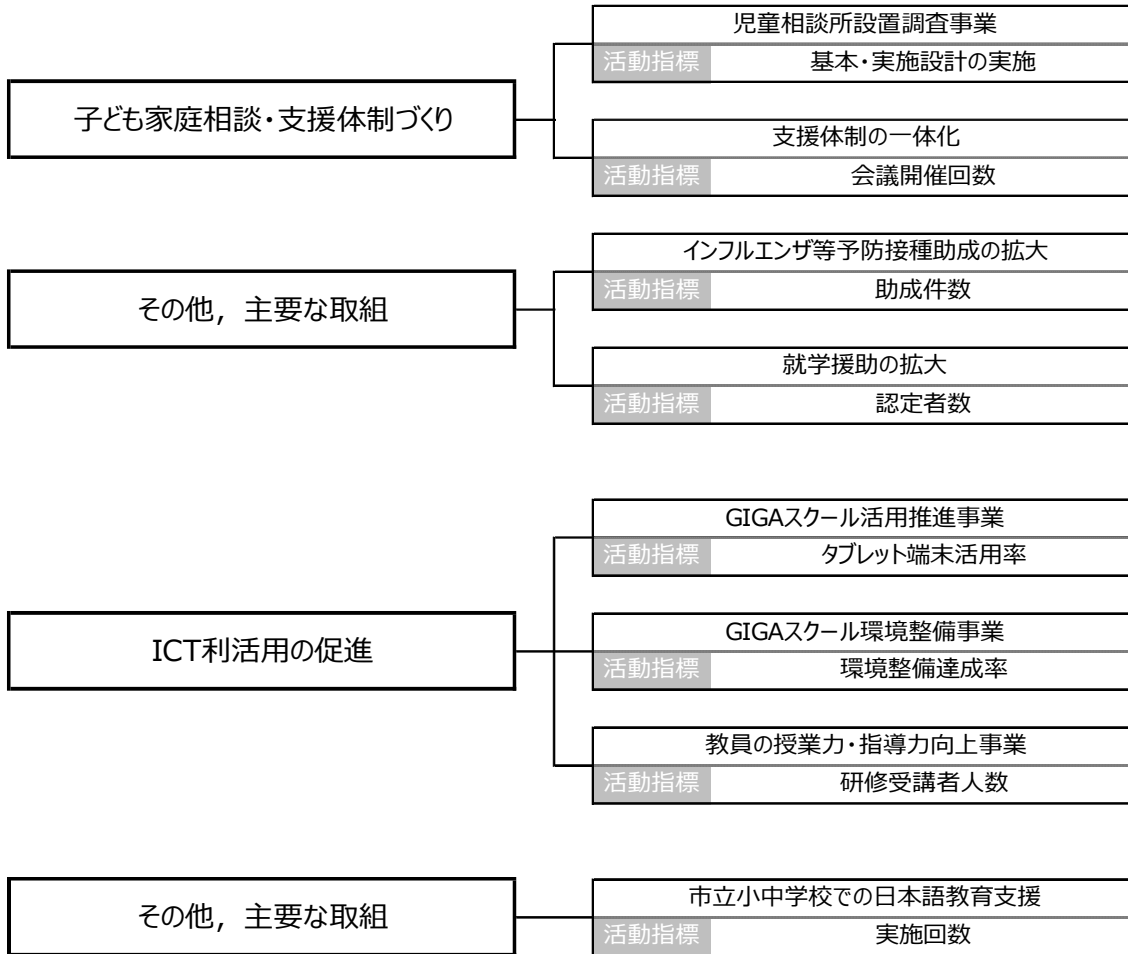 子ども家庭相談・支援体制づくり
児童相談所設置調査事業
活動指標 基本・実施設計の実施
支援体制の一体化
活動指標 会議開催回数
その他，主要な取組
インフルエンザ等予防接種助成の拡大
活動指標 助成件数
就学援助の拡大
活動指標 認定者数
ICT利活用の促進
GIGAスクール活用推進事業
活動指標 タブレット端末活用率
GIGAスクール環境整備事業
活動指標 環境整備達成率
教員の授業力・指導力向上事業
活動指標 研修受講者人数
その他，主要な取組
市立小中学校での日本語教育支援
活動指標 実施回数